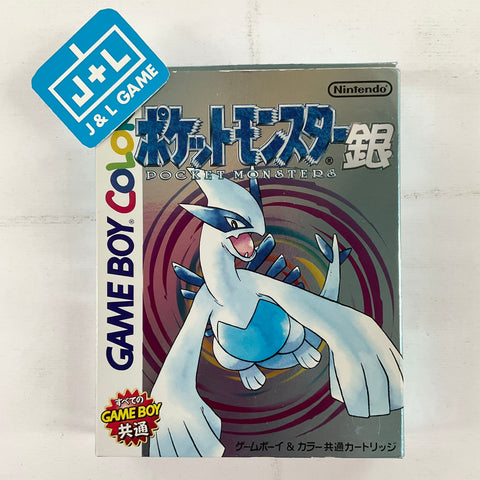 J+L
J & L GAME
Nintendo
ポケットモンスター銀
®
POCKET MONSTERS
GAME BOY COLOR
すべての
GAME BOY
共通
ゲームボーイ & カラー共通カートリッジ